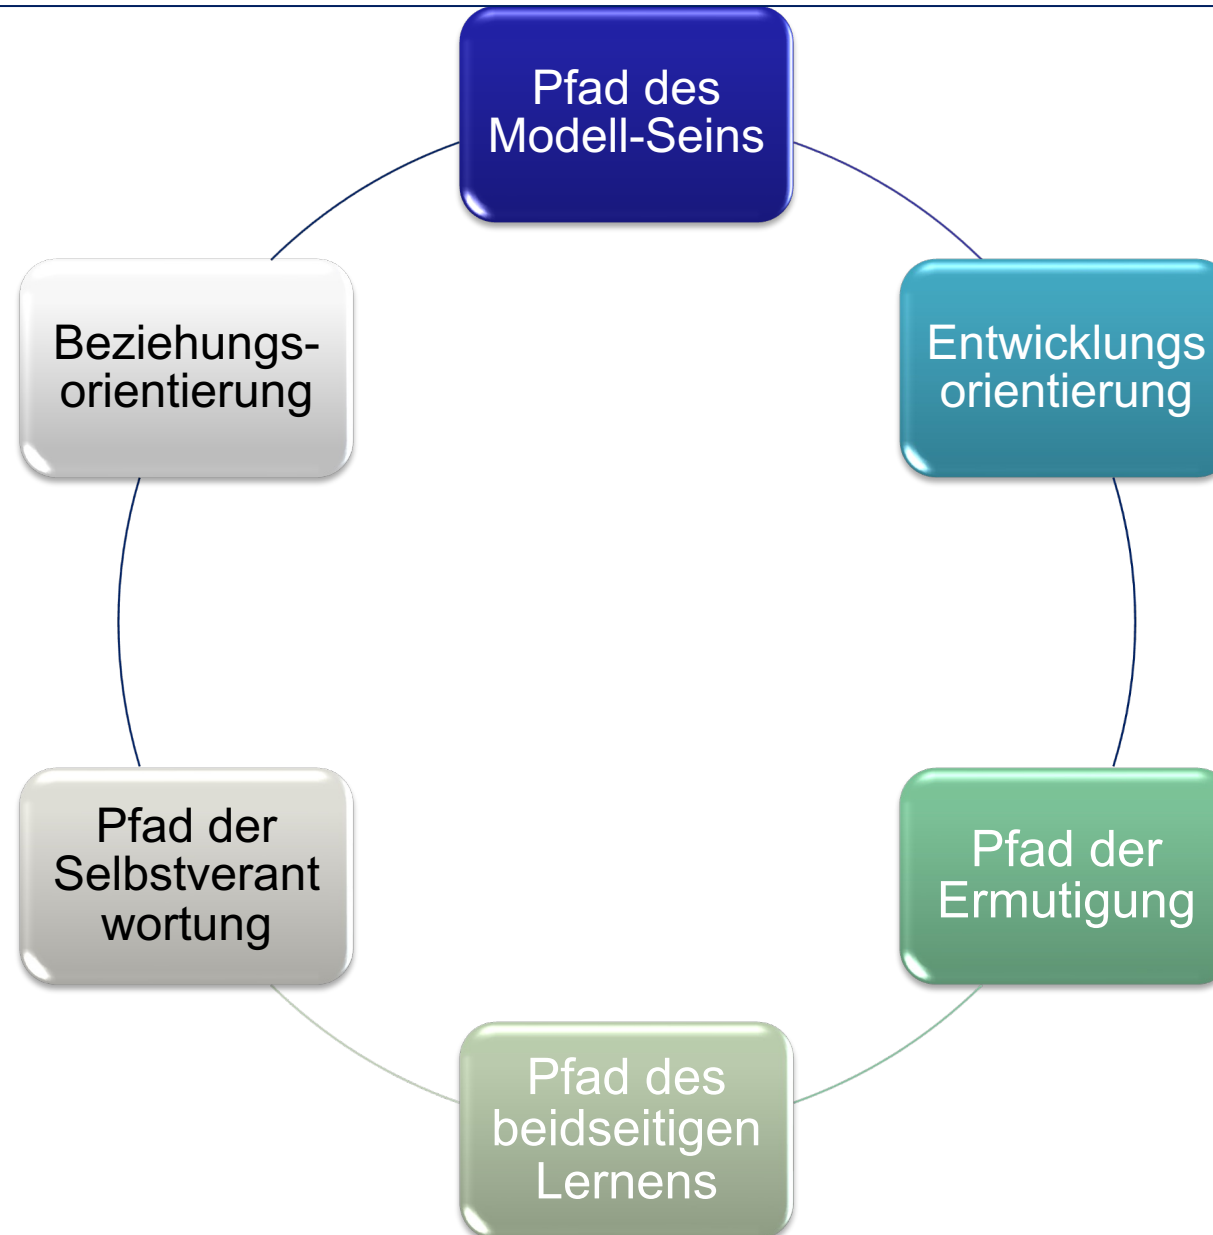 Pfad des
Modell-Seins
Entwicklungs
orientierung
Pfad der
Ermutigung
Pfad des
beidseitigen
Lernens
Pfad der
Selbstverant
wortung
Beziehungs-
orientierung